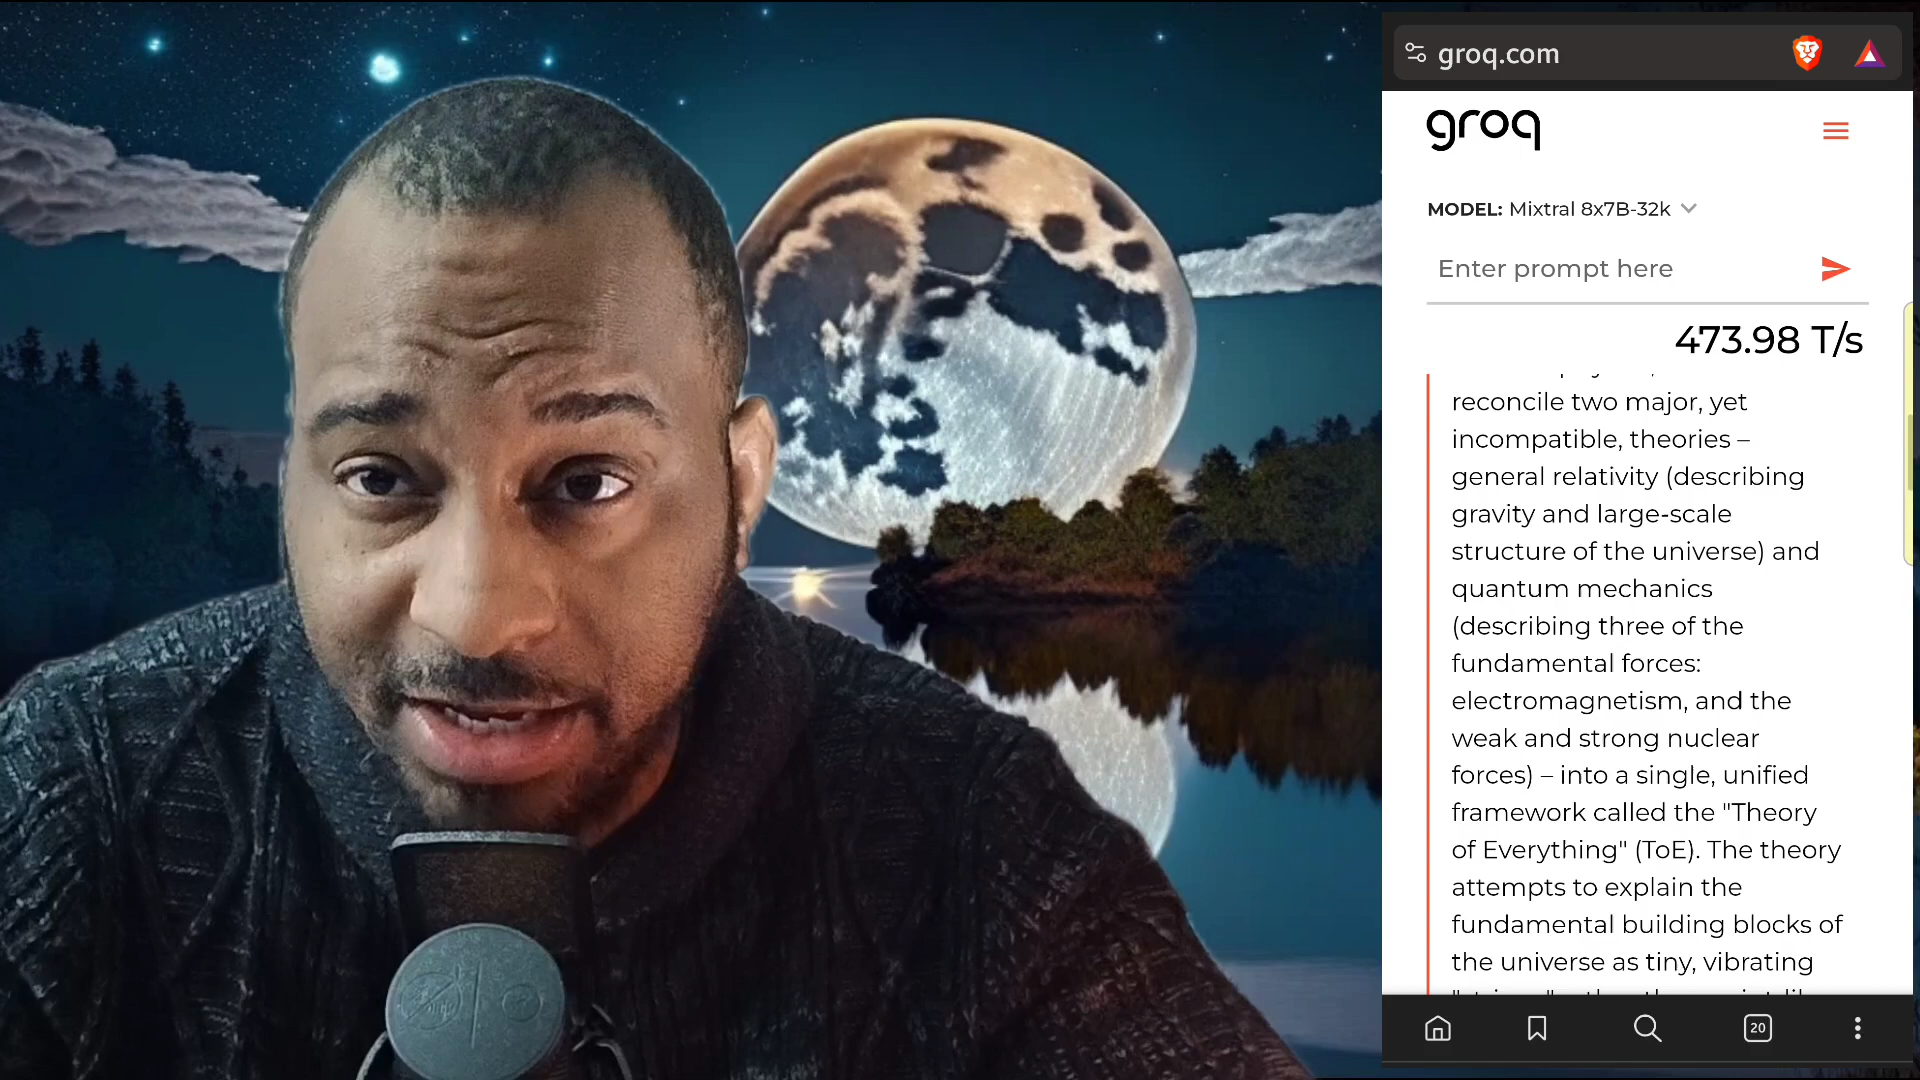 groq.com
groq
MODEL: Mixtral 8x7B-32k
Enter prompt here
473.98 T/s
reconcile two major, yet
incompatible, theories –
general relativity (describing
gravity and large-scale
structure of the universe) and
quantum mechanics
(describing three of the
fundamental forces:
electromagnetism, and the
weak and strong nuclear
forces) – into a single, unified
framework called the "Theory
of Everything" (ToE). The theory
attempts to explain the
fundamental building blocks of
the universe as tiny, vibrating
20